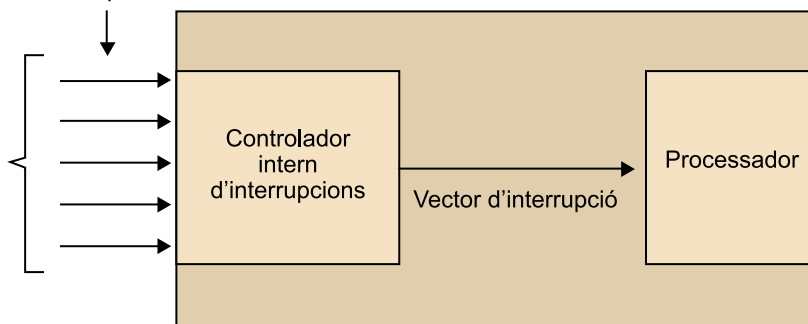 Controlador
intern
d'interrupcions
Vector d'interrupció
Processador